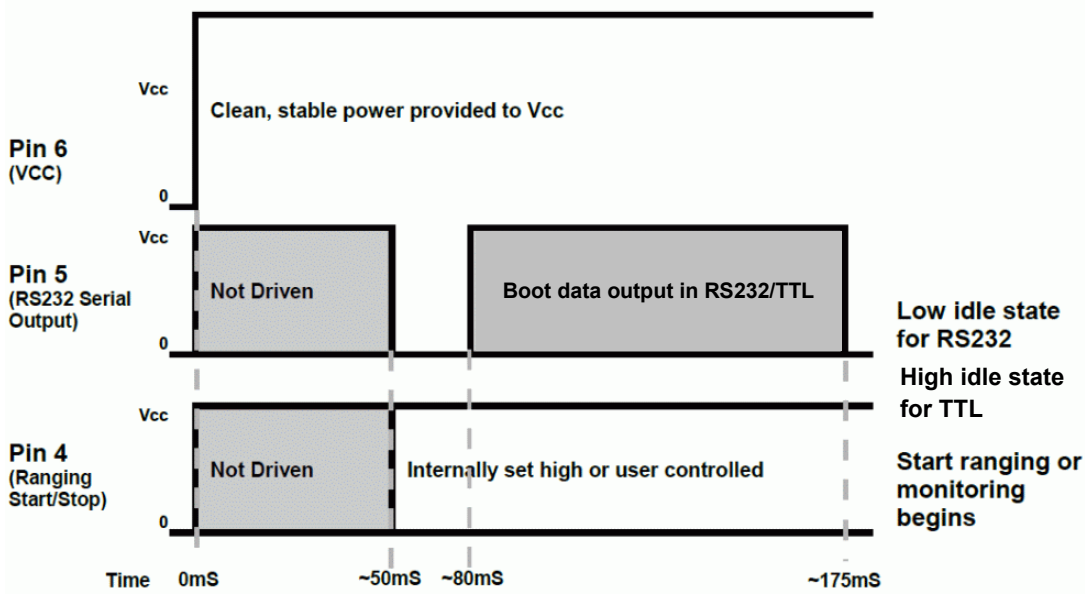 Vcc
Clean, stable power provided to Vcc
Pin 6
(VCC)
0
Vcc
Pin 5
(RS232 Serial
Output)
Not Driven
Boot data output in RS232/TTL
0
Low idle state
for RS232
High idle state
for TTL
Vcc
Pin 4
(Ranging
Start/Stop)
Not Driven
Internally set high or user controlled
0
Start ranging or
monitoring
begins
Time 0mS ~50mS ~80mS ~175mS